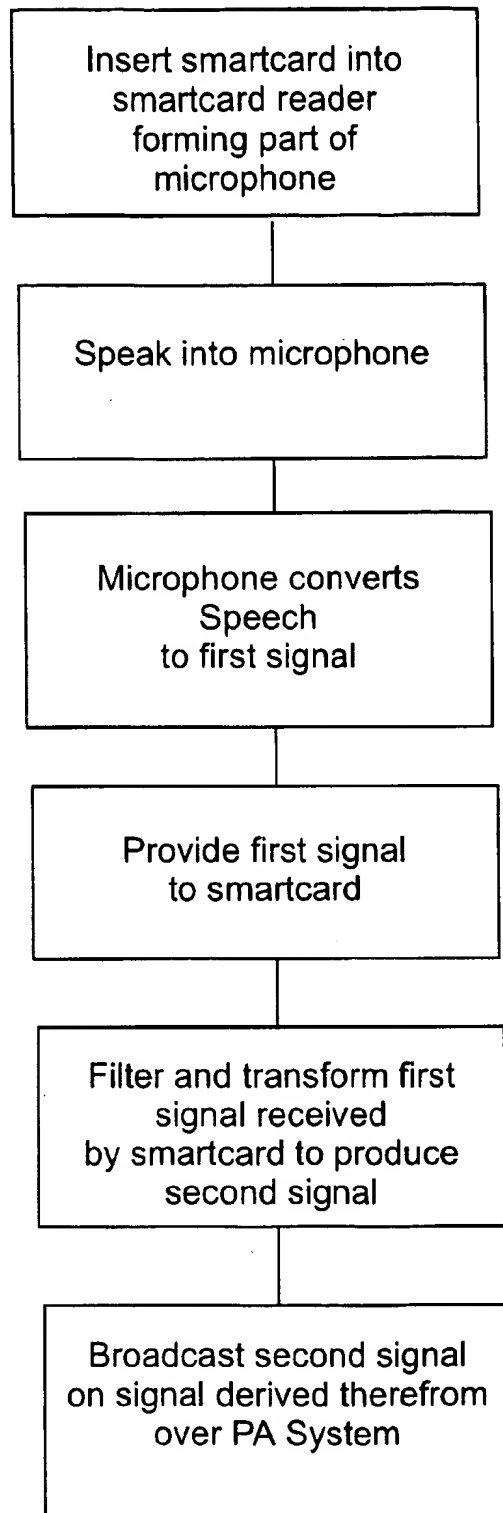 Insert smartcard into
smartcard reader
forming part of
microphone
Speak into microphone
Microphone converts
Speech
to first signal
Provide first signal
to smartcard
Filter and transform first
signal received
by smartcard to produce
second signal
Broadcast second signal
on signal derived therefrom
over PA System